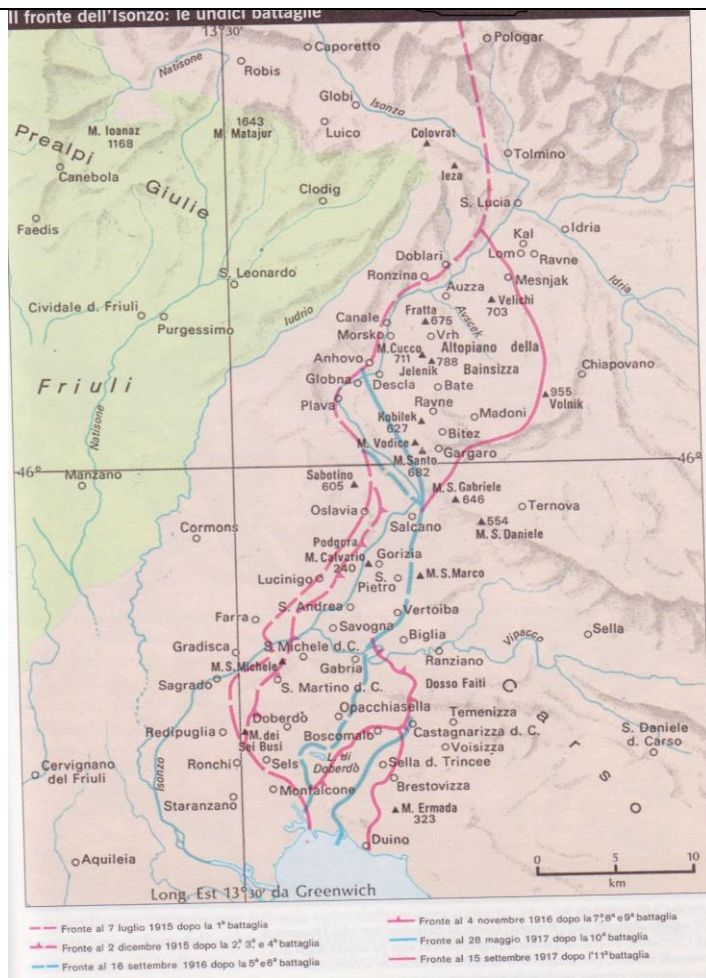 Il fronte dell'Isonzo: le undici battaglie
13°30'
Pologar
Caporetto
Natisone
Robis
Globi
Isonzo
1643
M. Matajur
Luico
M. Ioanaz
1168
Colovrat
Prealpi
Giulie
Tolmino
Canebola
Ieza
Clodig
S. Lucia
Faedis
Idria
Kal
Doblari
Lom
Ravne
S. Leonardo
Ronzina
Mesnjak
Idria
Auzza
Velichi
703
Cividale d. Friuli
Iudrio
Purgessimo
Canale
Fratta
675
Avscek
Morsko
Vrh
M.Cucco
711
788
Altopiano della
Bainsizza
Anhovo
Jelenik
Chiapovano
Friuli
Globna
Descla
Bate
955
Volnik
Plava
Ravne
Madoni
Natisone
Kobilek
627
Bitez
M. Vodice
Gargaro
46°
46°
M.Santo
682
Manzano
Sabotino
605
M.S.Gabriele
646
Oslavia
Ternova
Salcano
554
M.S.Daniele
Cormons
Podgora
M. Calvario
240
Gorizia
Lucinigo
S.
Pietro
M.S.Marco
S. Andrea
Farra
Vertoiba
Savogna
Biglia
Vipacco
Sella
Gradisca
S. Michele d.C.
Ranziano
M.S.Michele
Gabria
Sagrado
S. Martino d. C.
Dosso Faiti
Carso
Opacchiasella
Temenizza
Doberdò
Redipuglia
Boscomalo
Castagnarizza d. C.
S. Daniele
d. Carso
M. dei
Sei Busi
Voisizza
L. di
Doberdò
Ronchi
Sels
Sella d. Trincee
Cervignano
del Friuli
Isonzo
Brestovizza
Monfalcone
Staranzano
M. Ermada
323
Duino
Aquileia
0 5 10
km
Long. Est 13°30' da Greenwich
Fronte al 7 luglio 1915 dopo la 1ª battaglia
Fronte al 2 dicembre 1915 dopo la 2ª, 3ª, e 4ª battaglia
Fronte al 16 settembre 1916 dopo la 5ª e 6ª battaglia
Fronte al 4 novembre 1916 dopo la 7ª, 8ª e 9ª battaglia
Fronte al 28 maggio 1917 dopo la 10ª battaglia
Fronte al 15 settembre 1917 dopo l'11ª battaglia